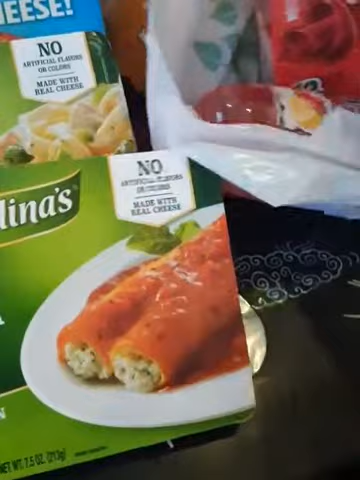 HEESE!
NO
ARTIFICIAL FLAVORS
OR COLORS
MADE WITH
REAL CHEESE
lina's
NO
ARTIFICIAL FLAVORS
OR COLORS
MADE WITH
REAL CHEESE
N
NET WT. 7.5 OZ. (213g)